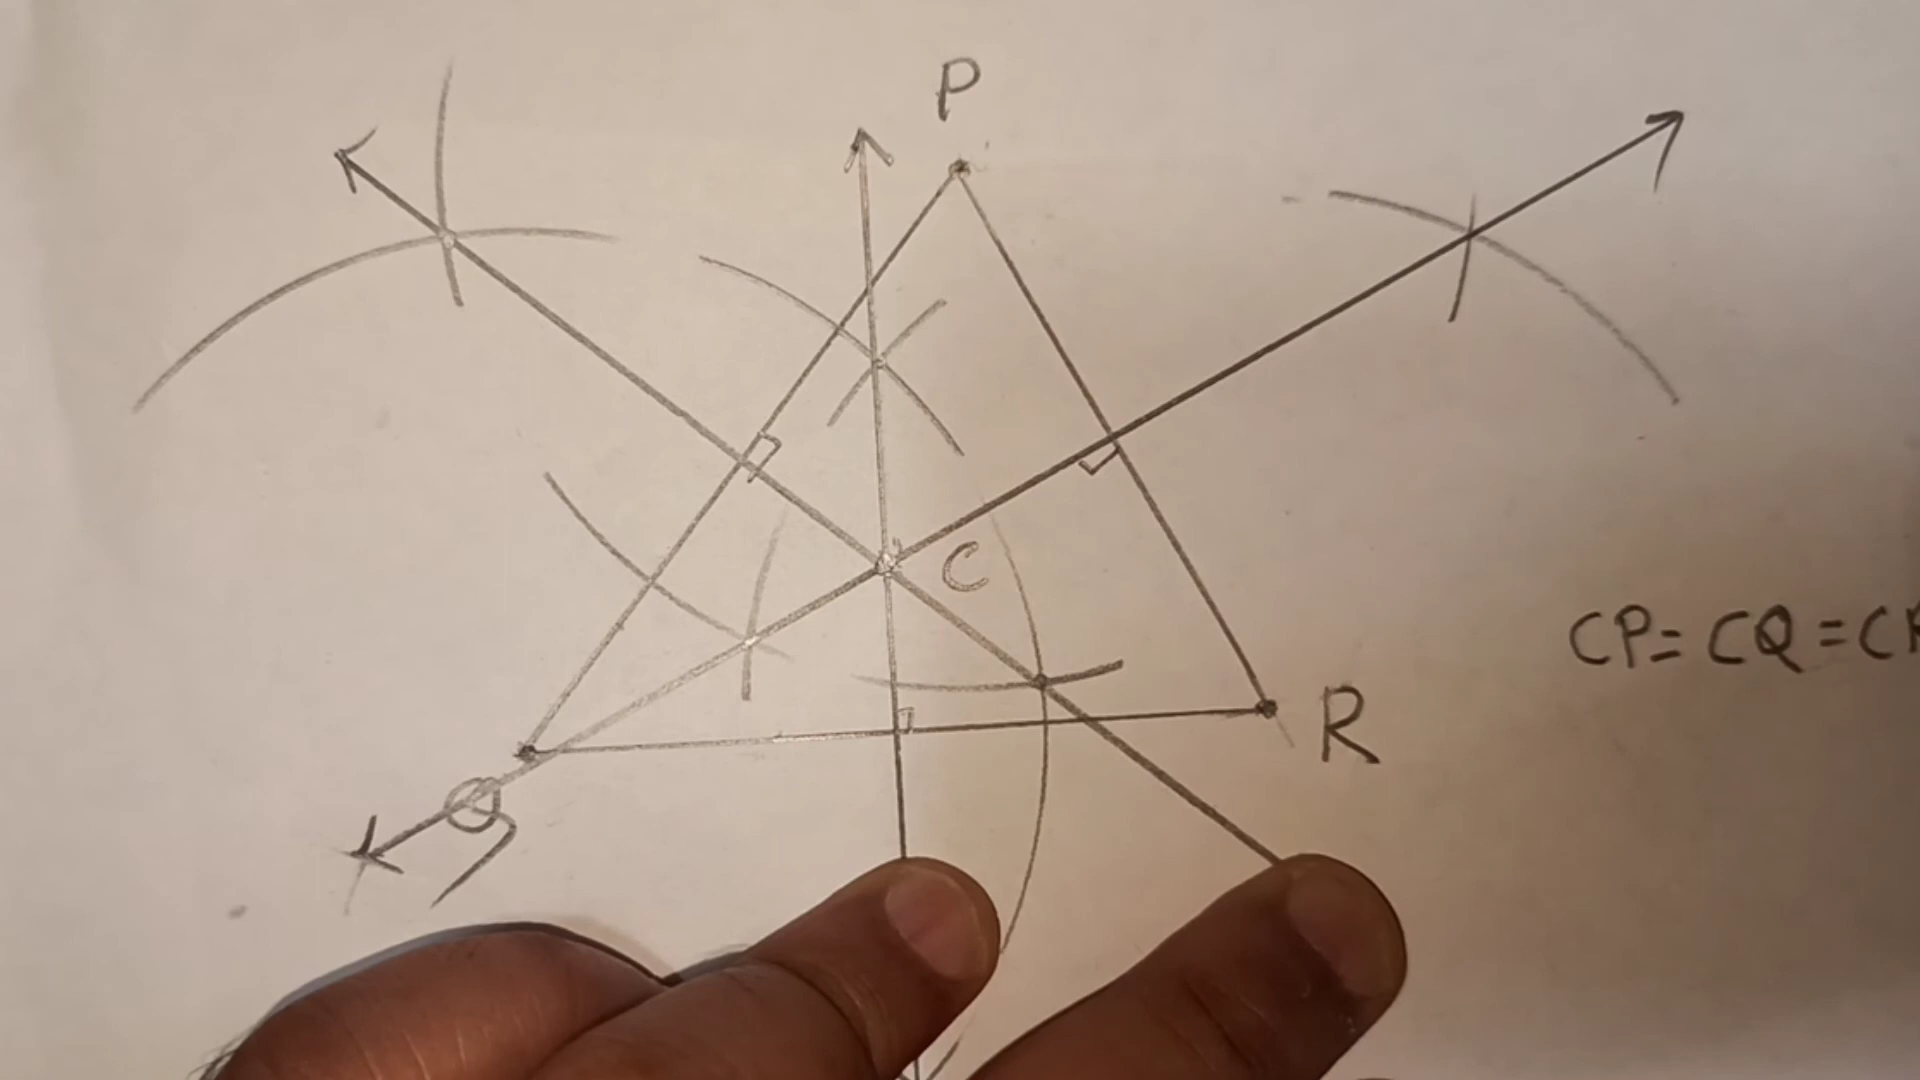 P
C
CP = CQ = C
R
Q